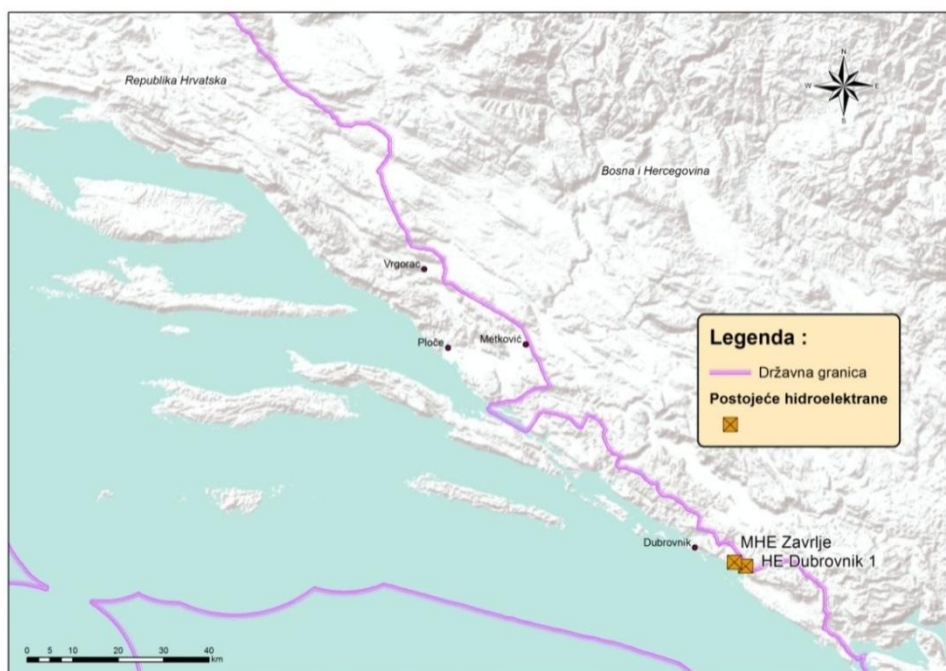 Republika Hrvatska
N
W E
S
Bosna i Hercegovina
Vrgorac
Ploče
Metković
Legenda :
Državna granica
Postojeće hidroelektrane
Dubrovnik
MHE Zavrlje
HE Dubrovnik 1
0 5 10 20 30 40
km